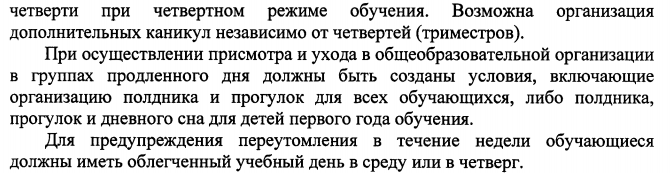 четверти при четвертном режиме обучения. Возможна организация
дополнительных каникул независимо от четвертей (триместров).
При осуществлении присмотра и ухода в общеобразовательной организации
в группах продленного дня должны быть созданы условия, включающие
организацию полдника и прогулок для всех обучающихся, либо полдника,
прогулок и дневного сна для детей первого года обучения.
Для предупреждения переутомления в течение недели обучающиеся
должны иметь облегченный учебный день в среду или в четверг.